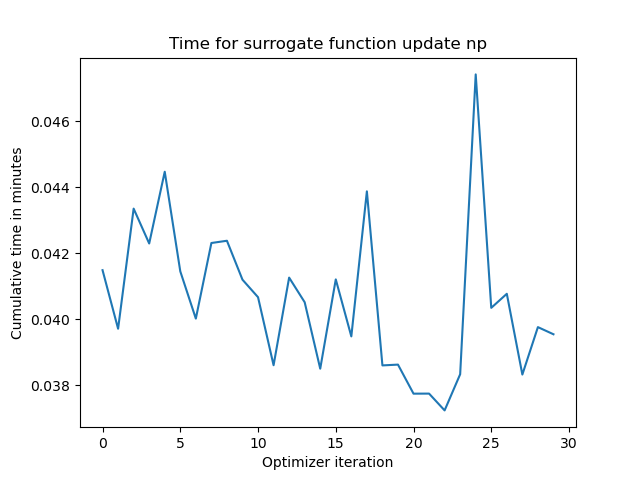 Time for surrogate function update np
Cumulative time in minutes
0.046
0.044
0.042
0.040
0.038
0 5 10 15 20 25 30
Optimizer iteration